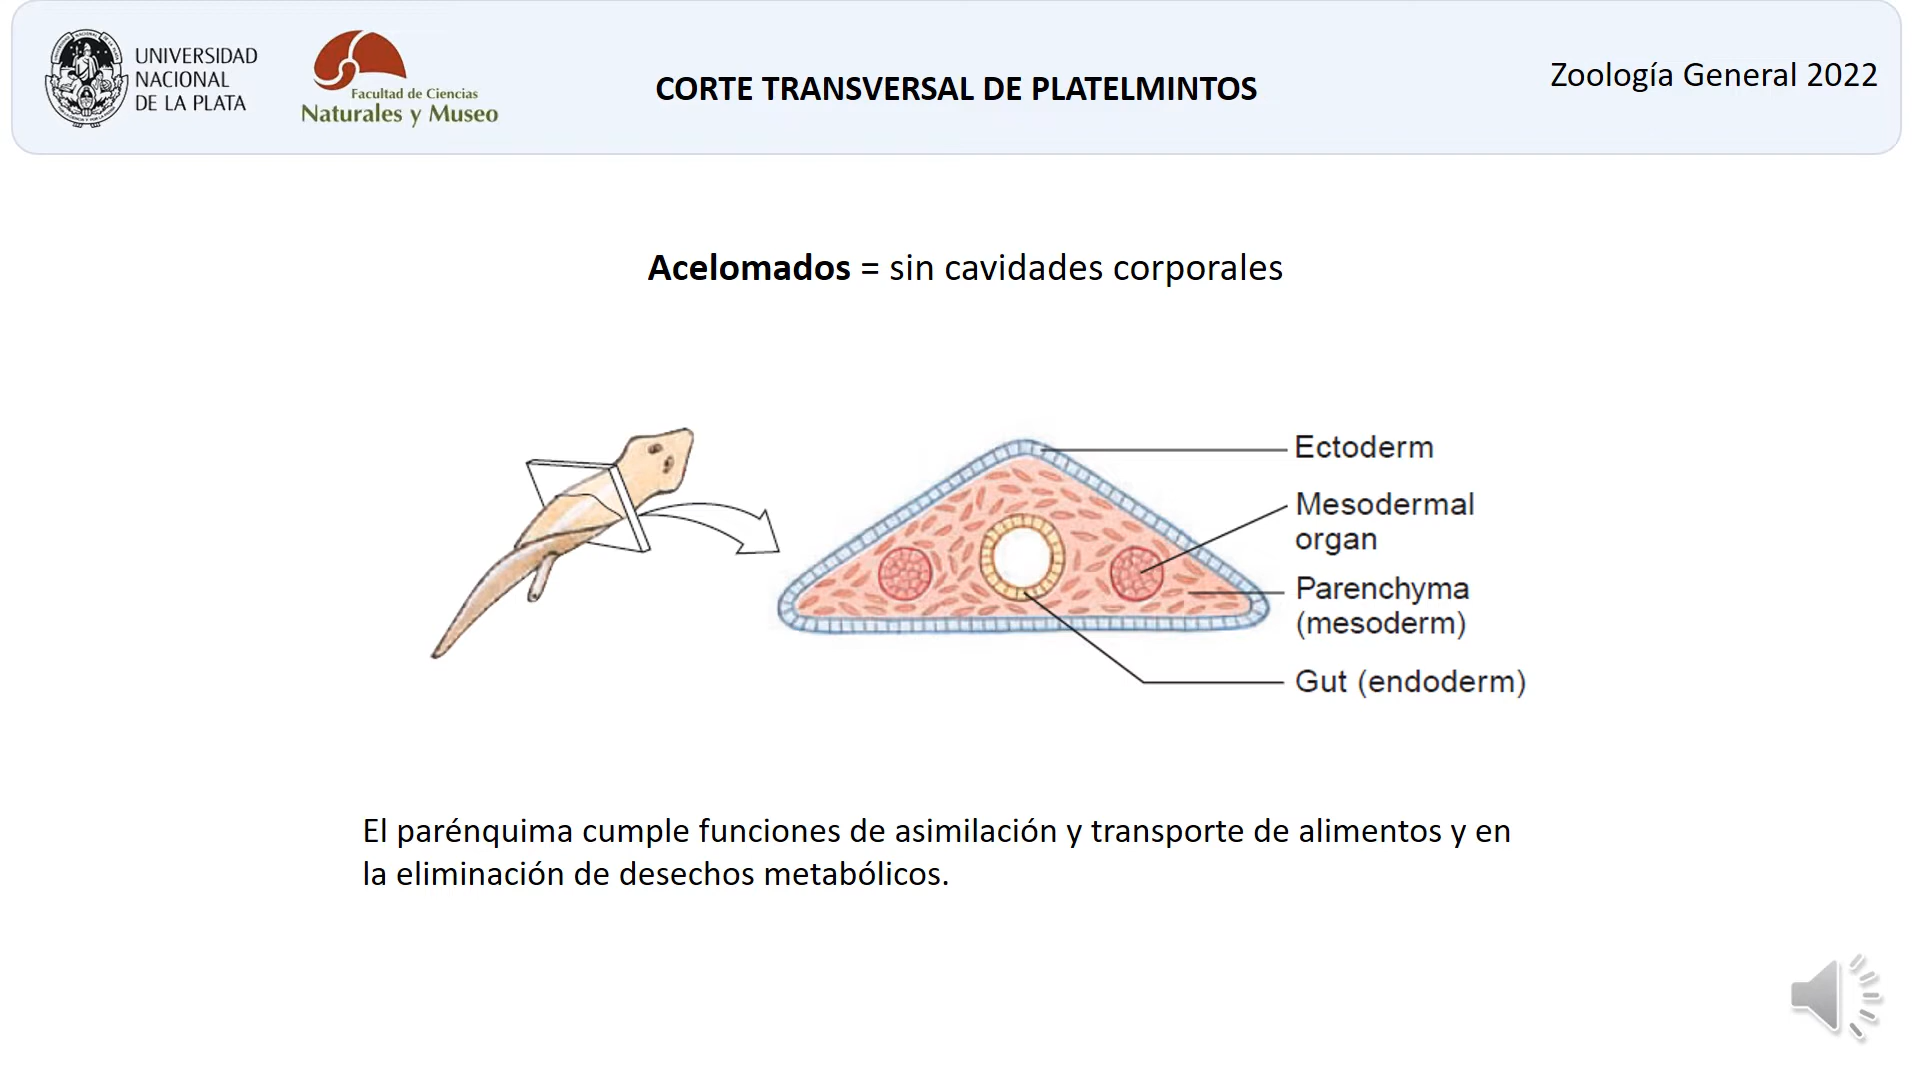 UNIVERSIDAD
NACIONAL
DE LA PLATA
Facultad de Ciencias
Naturales y Museo
CORTE TRANSVERSAL DE PLATELMINTOS
Zoología General 2022
Acelomados = sin cavidades corporales
Ectoderm
Mesodermal
organ
Parenchyma
(mesoderm)
Gut (endoderm)
El parénquima cumple funciones de asimilación y transporte de alimentos y en
la eliminación de desechos metabólicos.